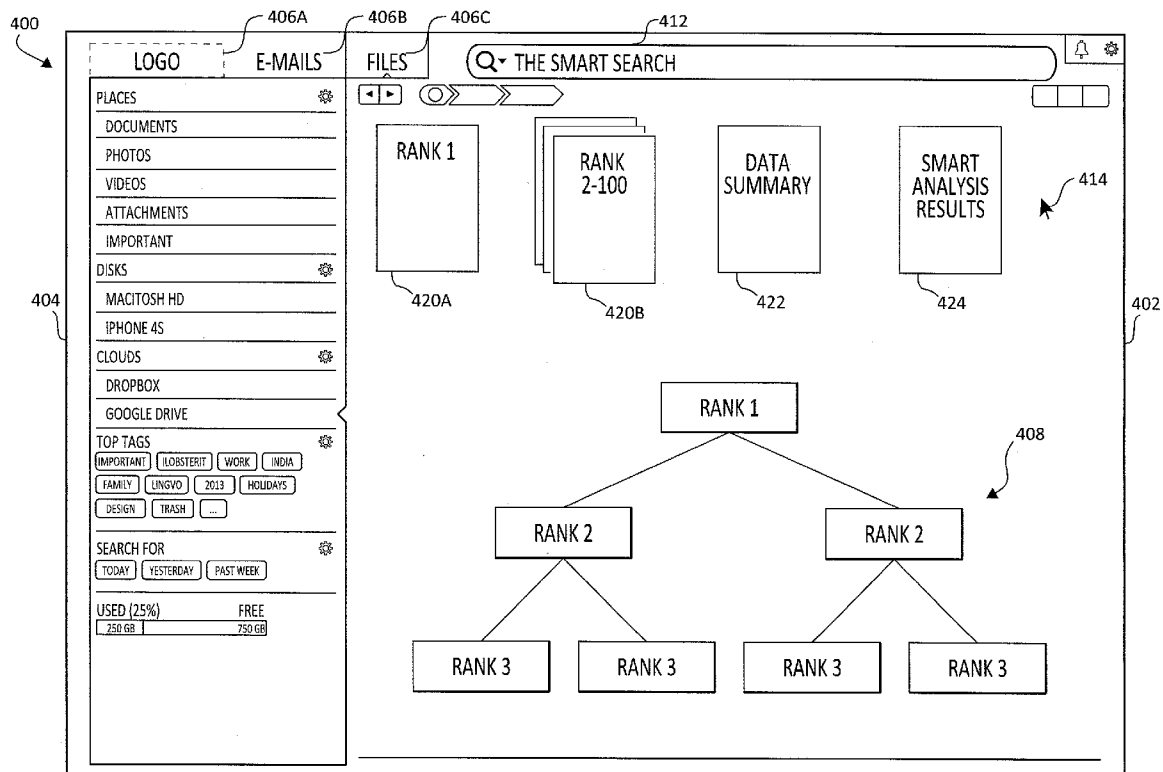 400
406A
406B
406C
412
LOGO
E-MAILS
FILES
THE SMART SEARCH
PLACES
DOCUMENTS
PHOTOS
VIDEOS
ATTACHMENTS
IMPORTANT
DISKS
MACITOSH HD
IPHONE 4S
CLOUDS
DROPBOX
GOOGLE DRIVE
TOP TAGS
IMPORTANT ILOBSTERIT WORK INDIA
FAMILY LINGVO 2013 HOLIDAYS
DESIGN TRASH ...
SEARCH FOR
TODAY YESTERDAY PAST WEEK
USED (25%) FREE
250 GB 750 GB
404
RANK 1
RANK
2-100
DATA
SUMMARY
SMART
ANALYSIS
RESULTS
414
420A
420B
422
424
402
RANK 1
408
RANK 2 RANK 2
RANK 3 RANK 3 RANK 3 RANK 3